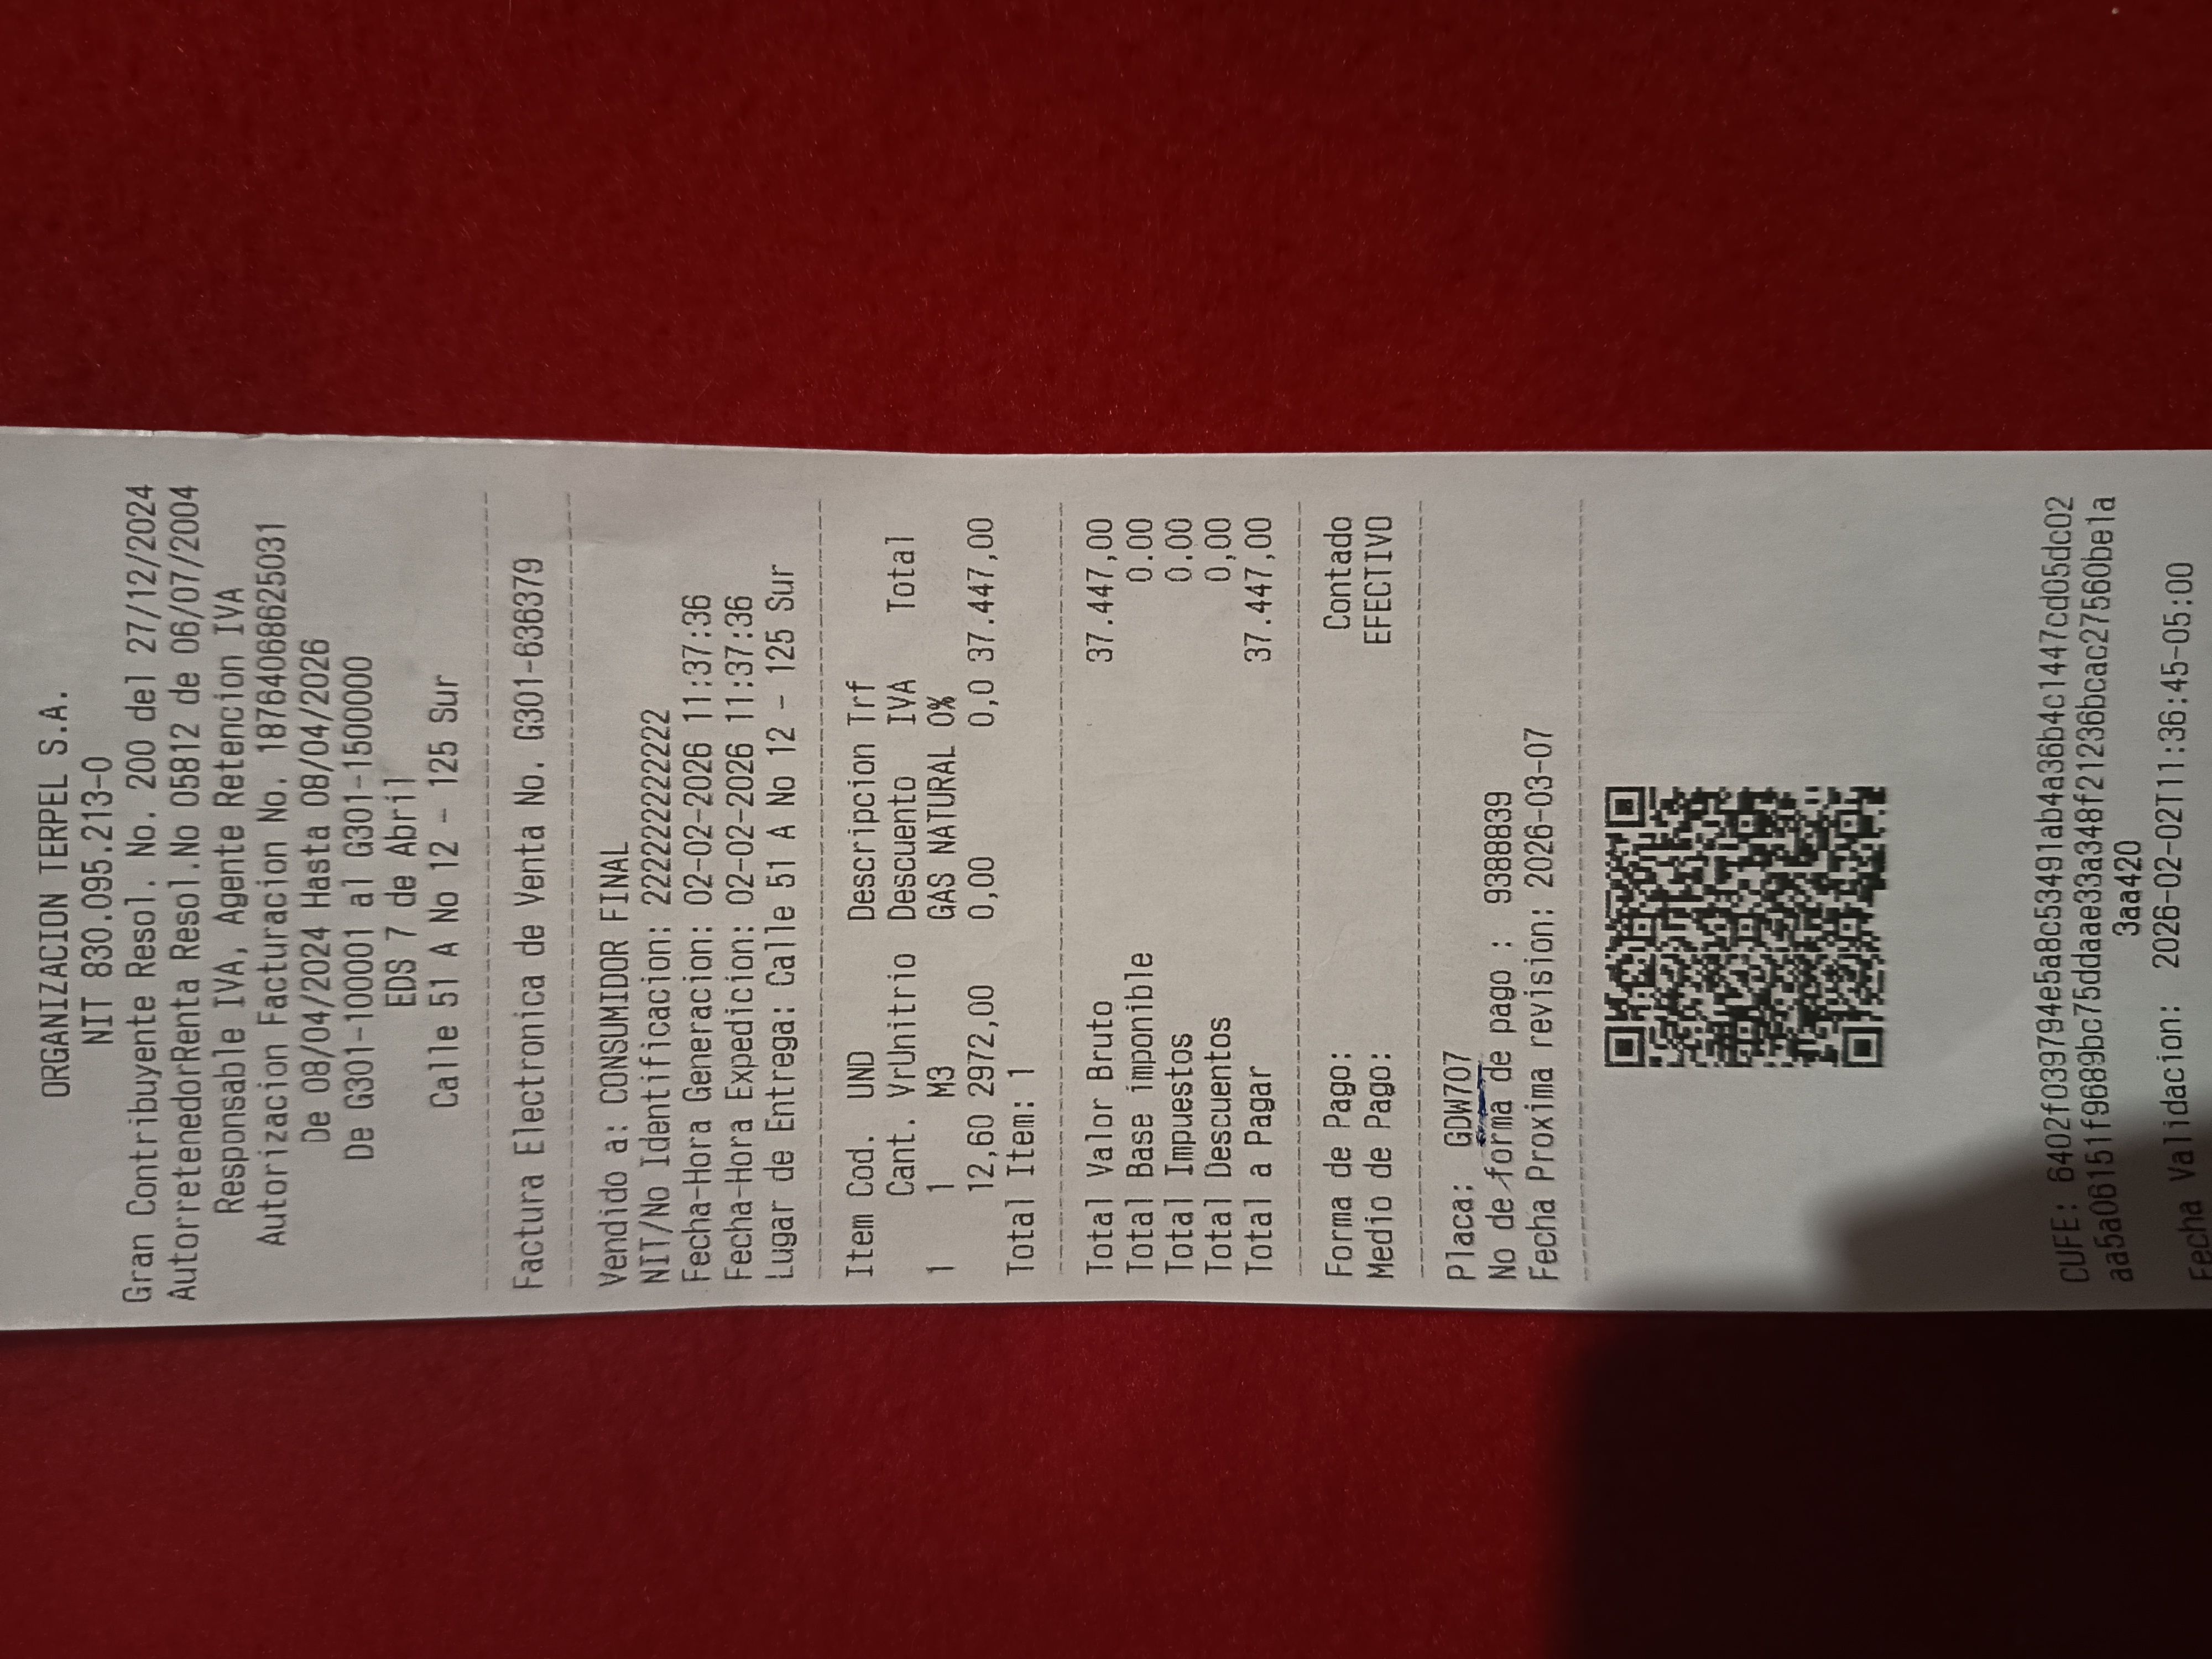 ORGANIZACION TERPEL S.A.
NIT 830.095.213-0
Gran Contribuyente Resol. No. 200 del 27/12/2024
AutorretenedorRenta Resol.No 05812 de 06/07/2004
Responsable IVA, Agente Retencion IVA
Autorizacion Facturacion No. 18764068625031
De 08/04/2024 Hasta 08/04/2026
De G301-100001 al G301-1500000
EDS 7 de Abril
Calle 51 A No 12 - 125 Sur
Factura Electronica de Venta No. G301-636379
Vendido a: CONSUMIDOR FINAL
NIT/No Identificacion: 222222222222
Fecha-Hora Generacion: 02-02-2026 11:37:36
Fecha-Hora Expedicion: 02-02-2026 11:37:36
Lugar de Entrega: Calle 51 A No 12 - 125 Sur
Item Cod. UND Descripcion Trf
Cant. VrUnitrio Descuento IVA Total
1 1 M3 GAS NATURAL 0%
12,60 2972,00 0,00 0,0 37.447,00
Total Item: 1
Total Valor Bruto 37.447,00
Total Base imponible 0.00
Total Impuestos 0.00
Total Descuentos 0,00
Total a Pagar 37.447,00
Forma de Pago: Contado
Medio de Pago: EFECTIVO
Placa: GDW707
No de forma de pago : 9388839
Fecha Proxima revision: 2026-03-07
CUFE: 6402f0339794e5a8c53491ab4a36b4c1447cd05dc02
aa5a06151f9689bc75ddaae33a348f21236bcac27560be1a
3aa420
Fecha Validacion: 2026-02-02T11:36:45-05:00